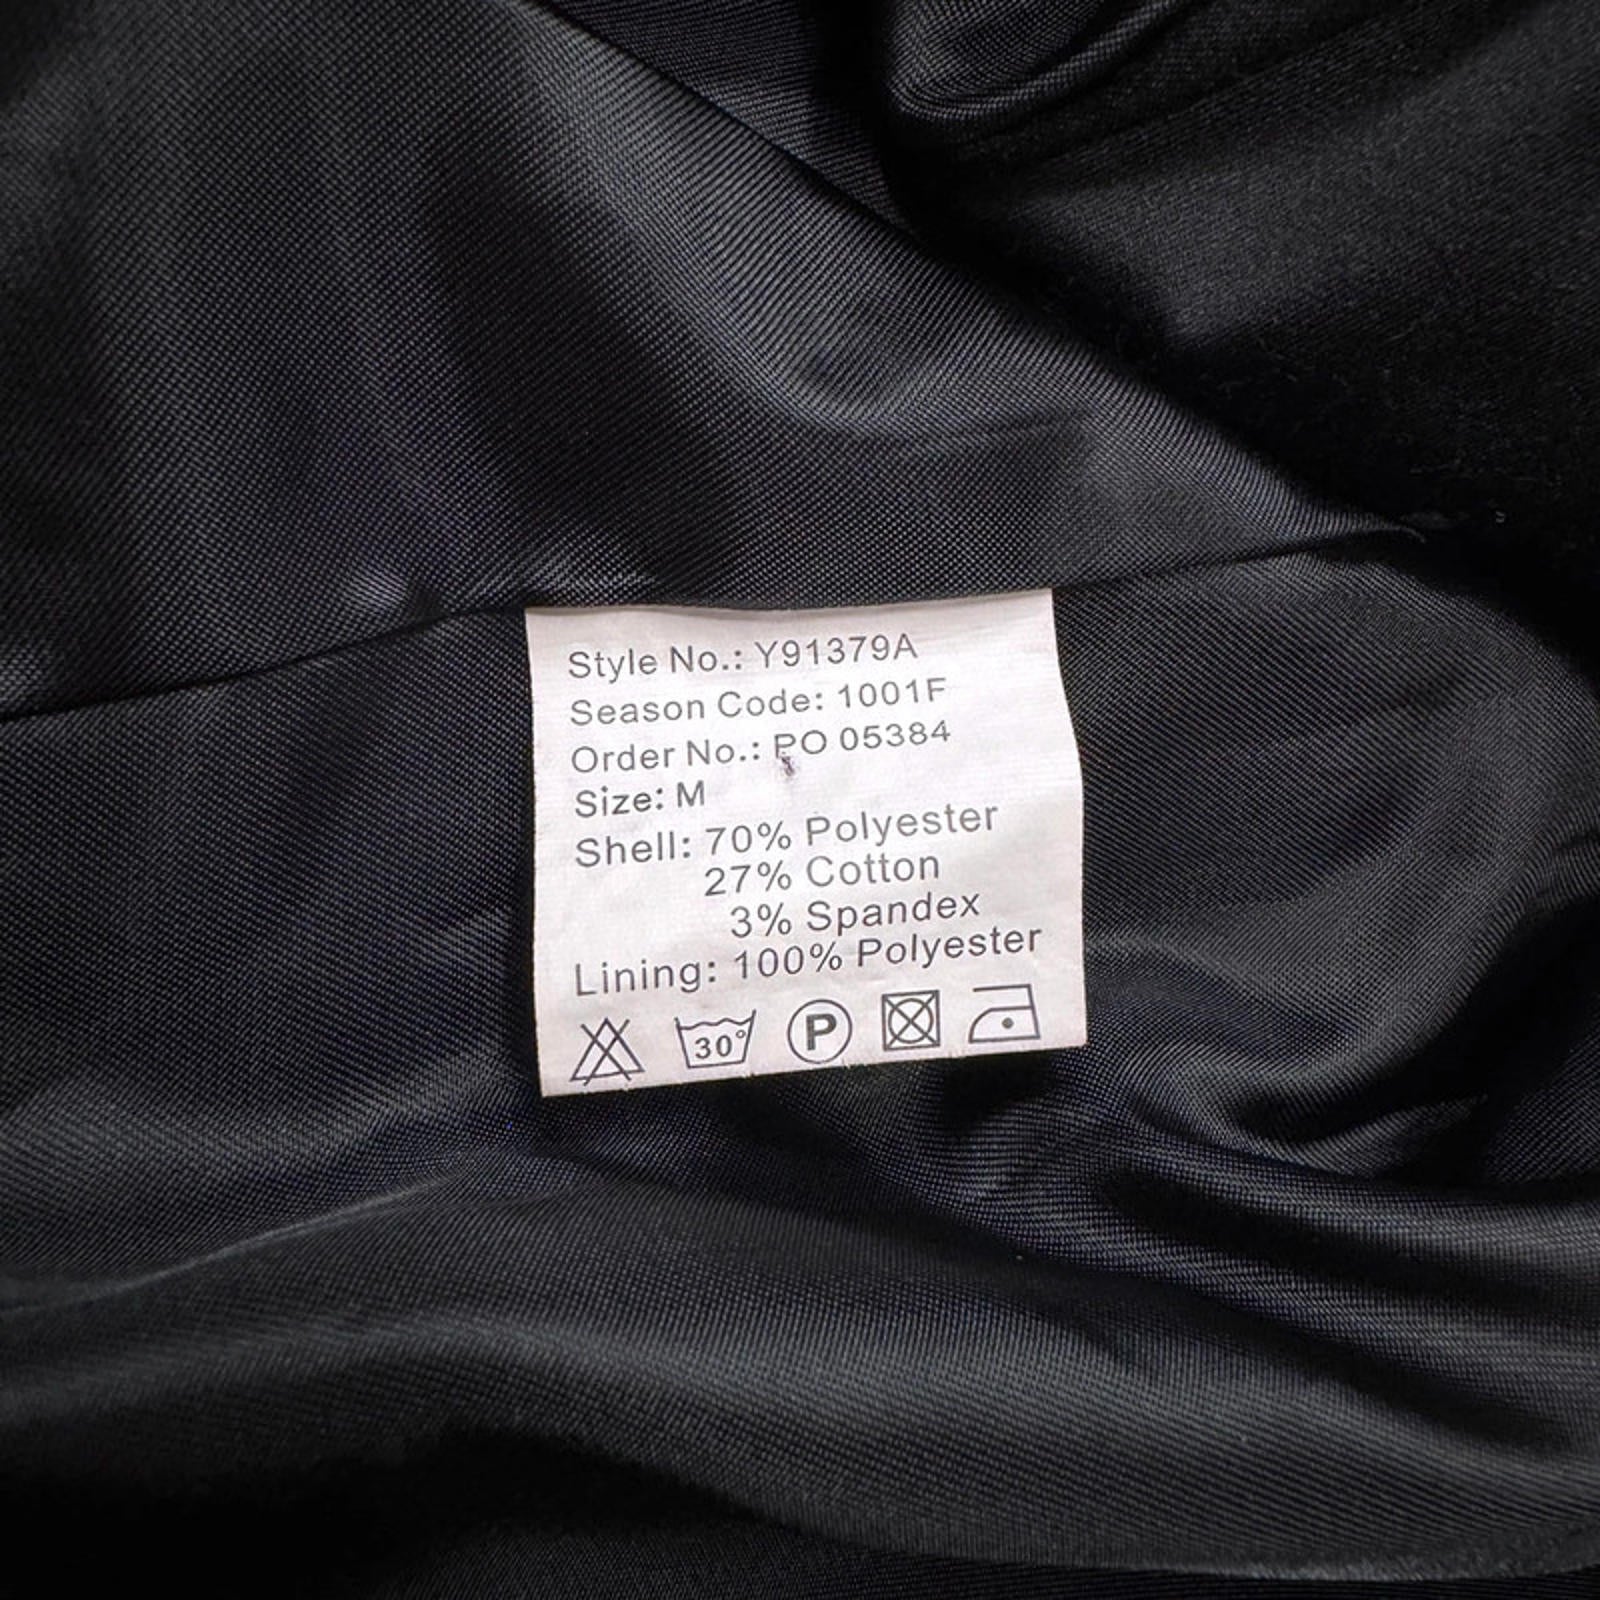 Style No.: Y91379A
Season Code: 1001F
Order No.: PO 05384
Size: M
Shell: 70% Polyester
27% Cotton
3% Spandex
Lining: 100% Polyester
30° P